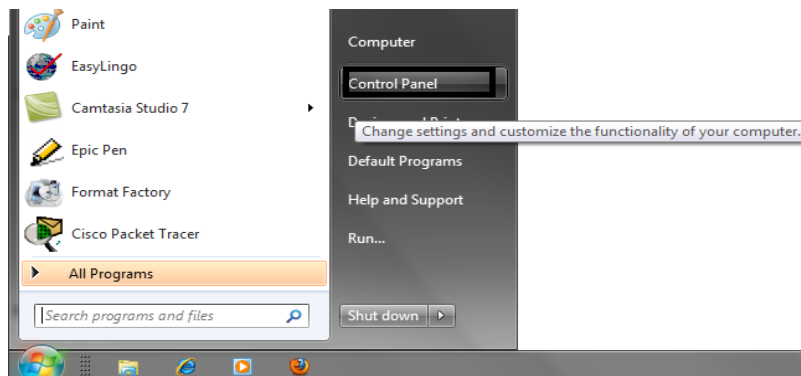 Paint
EasyLingo
Camtasia Studio 7
Epic Pen
Format Factory
Cisco Packet Tracer
All Programs
Search programs and files
Computer
Control Panel
Change settings and customize the functionality of your computer.
Default Programs
Help and Support
Run...
Shut down